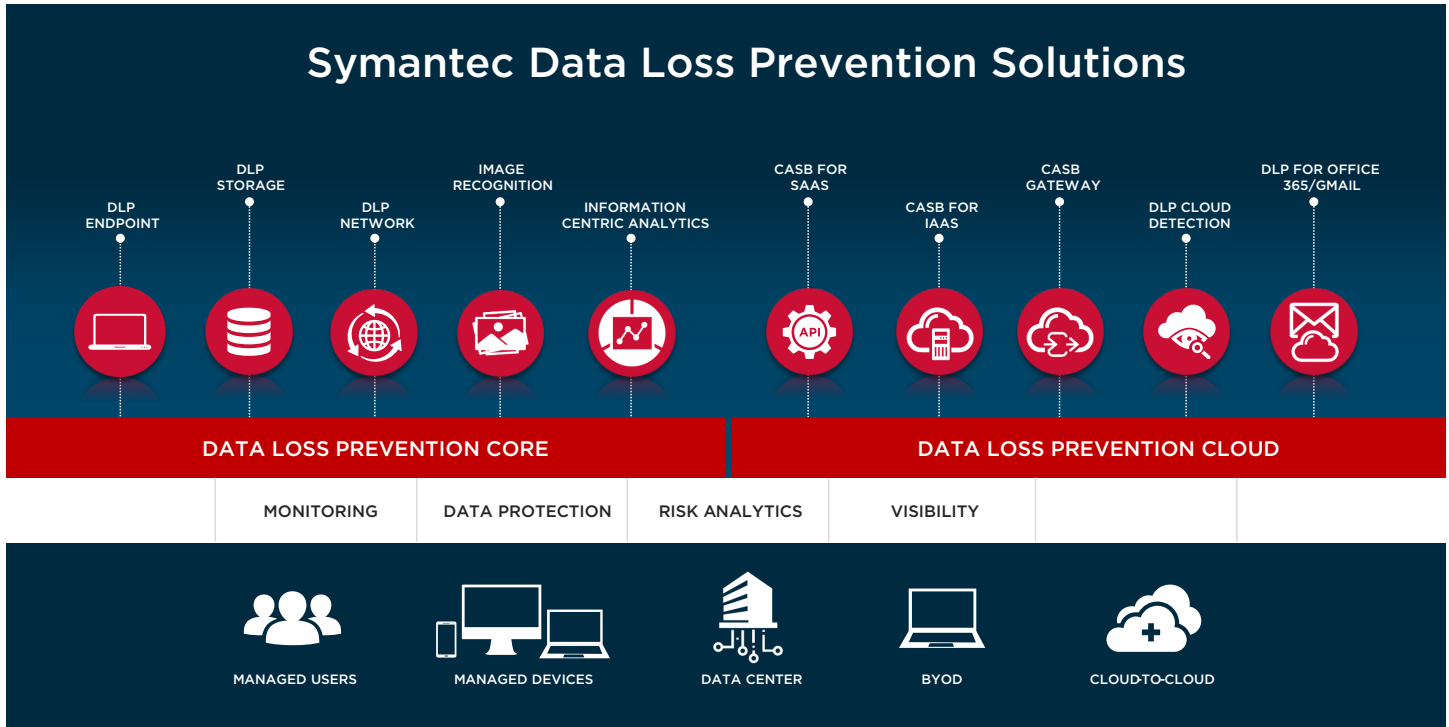 Symantec Data Loss Prevention Solutions
DLP
STORAGE
IMAGE
RECOGNITION
CASB FOR
SAAS
CASB
GATEWAY
DLP FOR OFFICE
365/GMAIL
DLP
ENDPOINT
DLP
NETWORK
INFORMATION
CENTRIC ANALYTICS
CASB FOR
IAAS
DLP CLOUD
DETECTION
API
DATA LOSS PREVENTION CORE
DATA LOSS PREVENTION CLOUD
MONITORING
DATA PROTECTION
RISK ANALYTICS
VISIBILITY
MANAGED USERS
MANAGED DEVICES
DATA CENTER
BYOD
CLOUD-TO-CLOUD